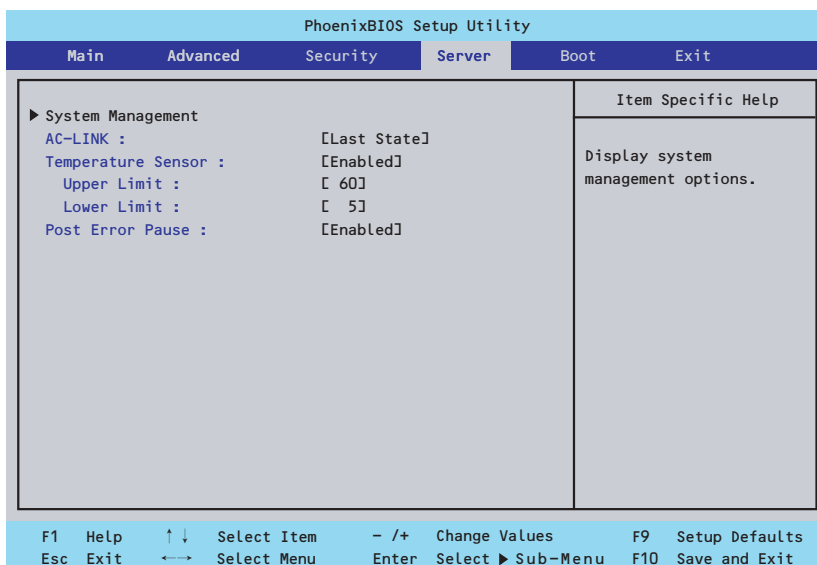 PhoenixBIOS Setup Utility
Main Advanced Security Server Boot Exit
Item Specific Help
▶ System Management
AC-LINK : [Last State]
Temperature Sensor : [Enabled]
Upper Limit : [ 60]
Lower Limit : [ 5]
Post Error Pause : [Enabled]
Display system
management options.
F1 Help ↑↓ Select Item - /+ Change Values F9 Setup Defaults
Esc Exit ←→ Select Menu Enter Select ▶ Sub-Menu F10 Save and Exit